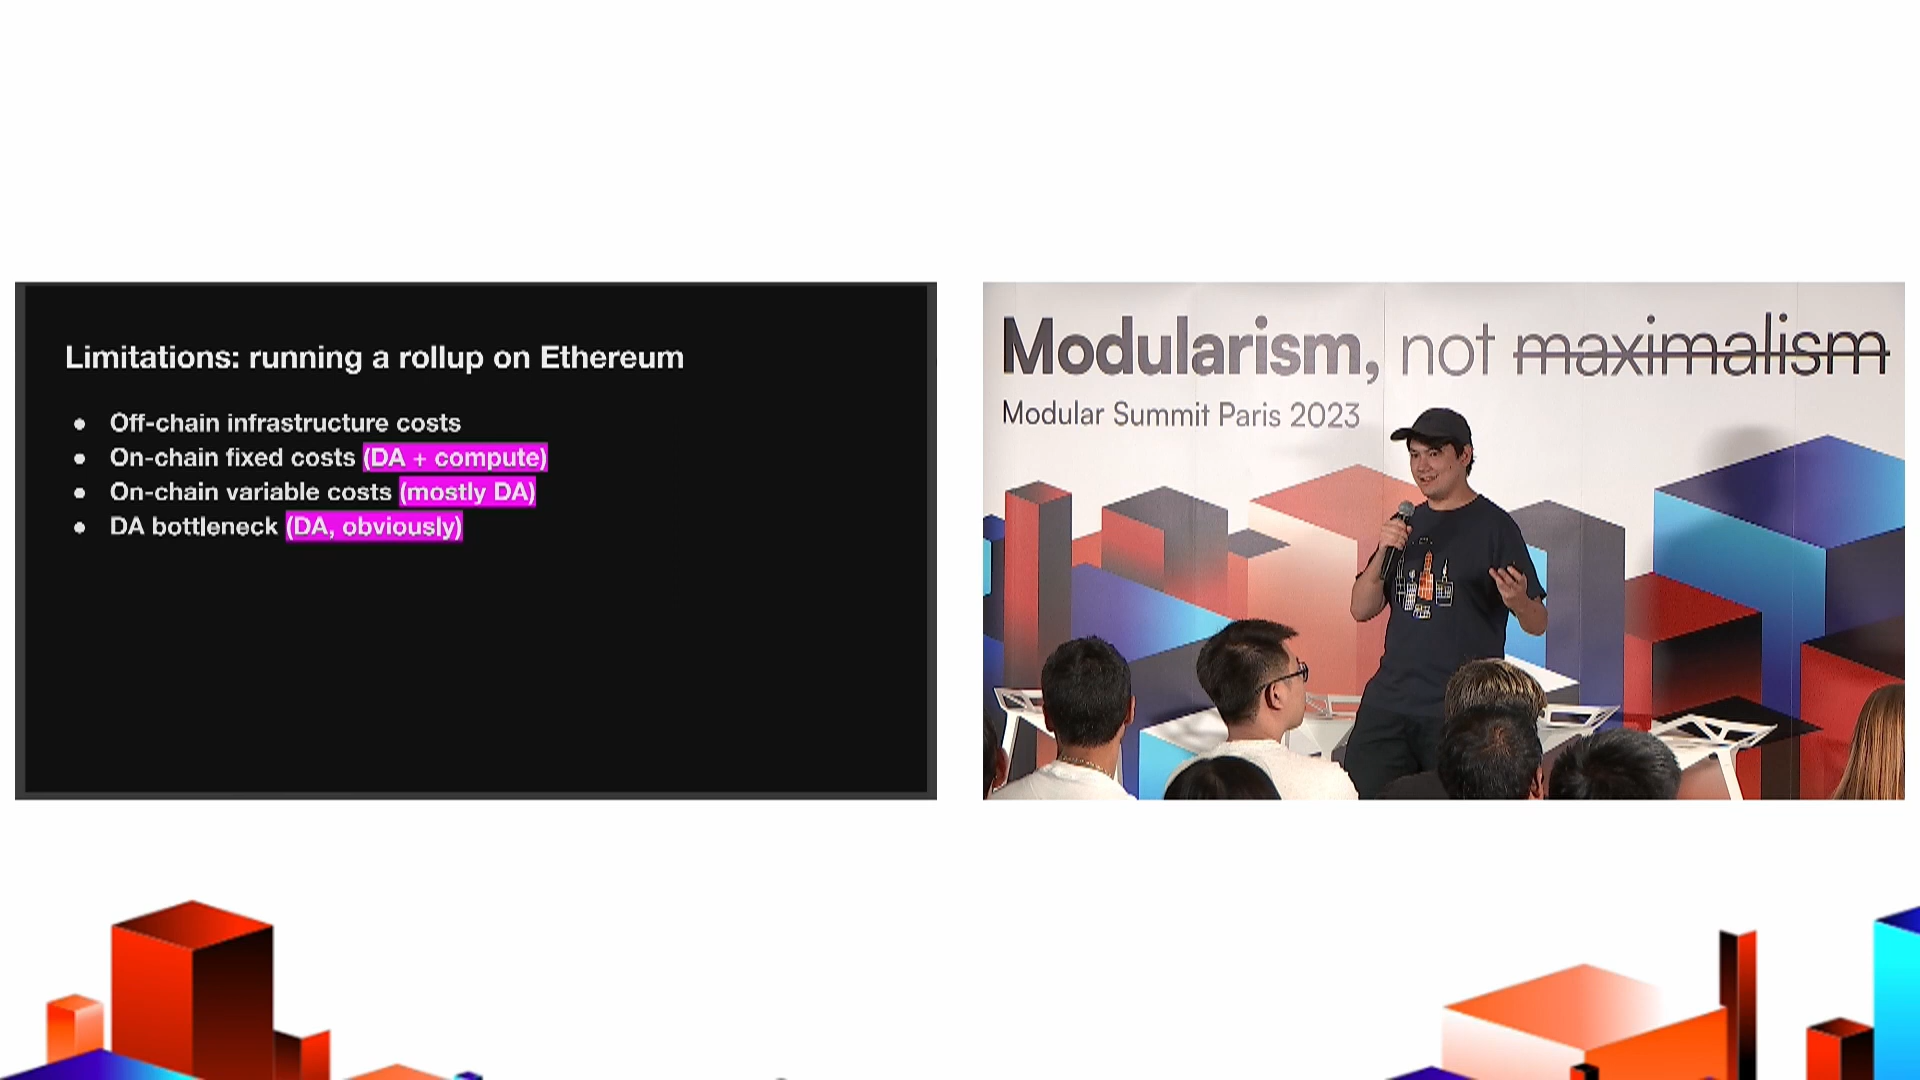 Limitations: running a rollup on Ethereum
● Off-chain infrastructure costs
● On-chain fixed costs (DA + compute)
● On-chain variable costs (mostly DA)
● DA bottleneck (DA, obviously)
Modularism, not maximalism
Modular Summit Paris 2023